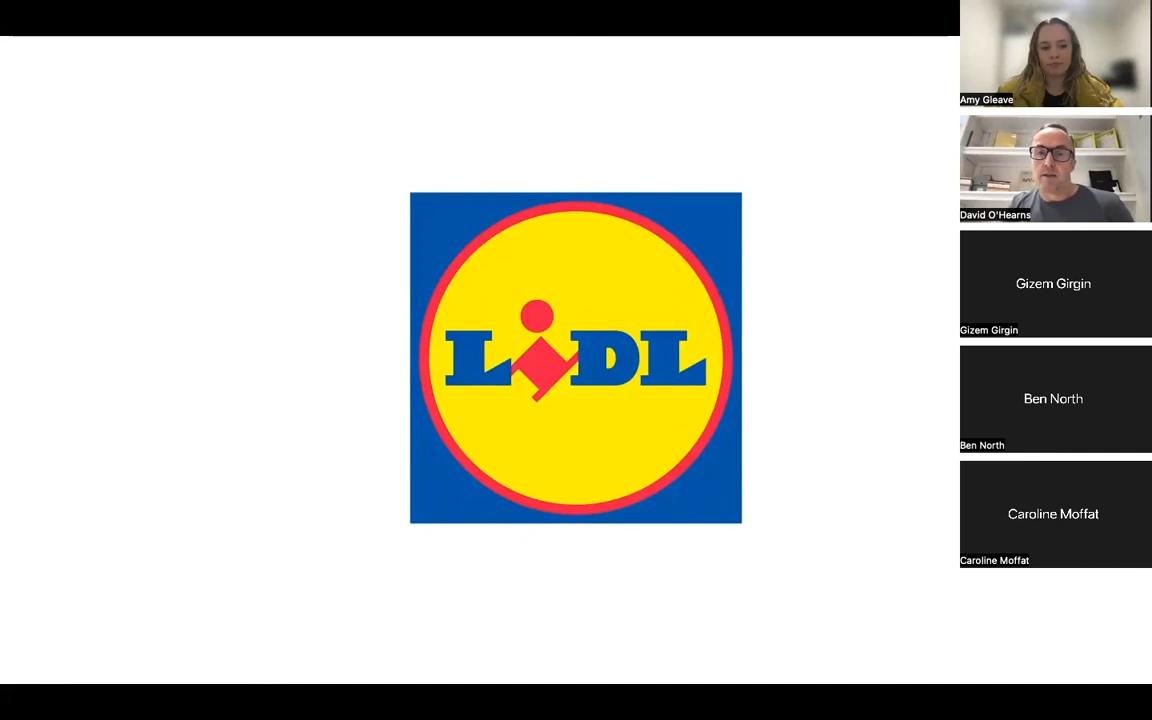 LiDL
Amy Gleave
David O'Hearns
Gizem Girgin
Gizem Girgin
Ben North
Ben North
Caroline Moffat
Caroline Moffat